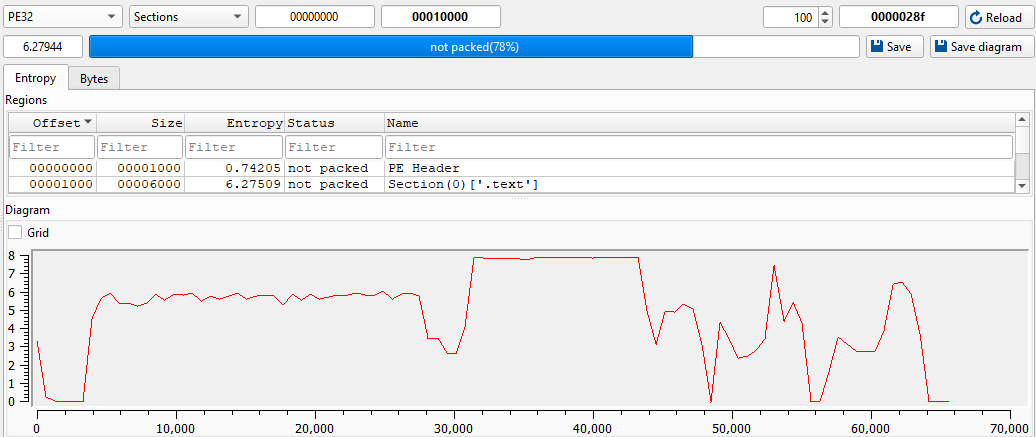 PE32 Sections 00000000 00010000 100 0000028f Reload
6.27944 not packed(78%) Save Save diagram
Entropy Bytes
Regions
Offset Size Entropy Status Name
Filter Filter Filter Filter Filter
00000000 00001000 0.74205 not packed PE Header
00001000 00006000 6.27509 not packed Section(0)['.text']
Diagram
Grid
8
7
6
5
4
3
2
1
0
0 10,000 20,000 30,000 40,000 50,000 60,000 70,000